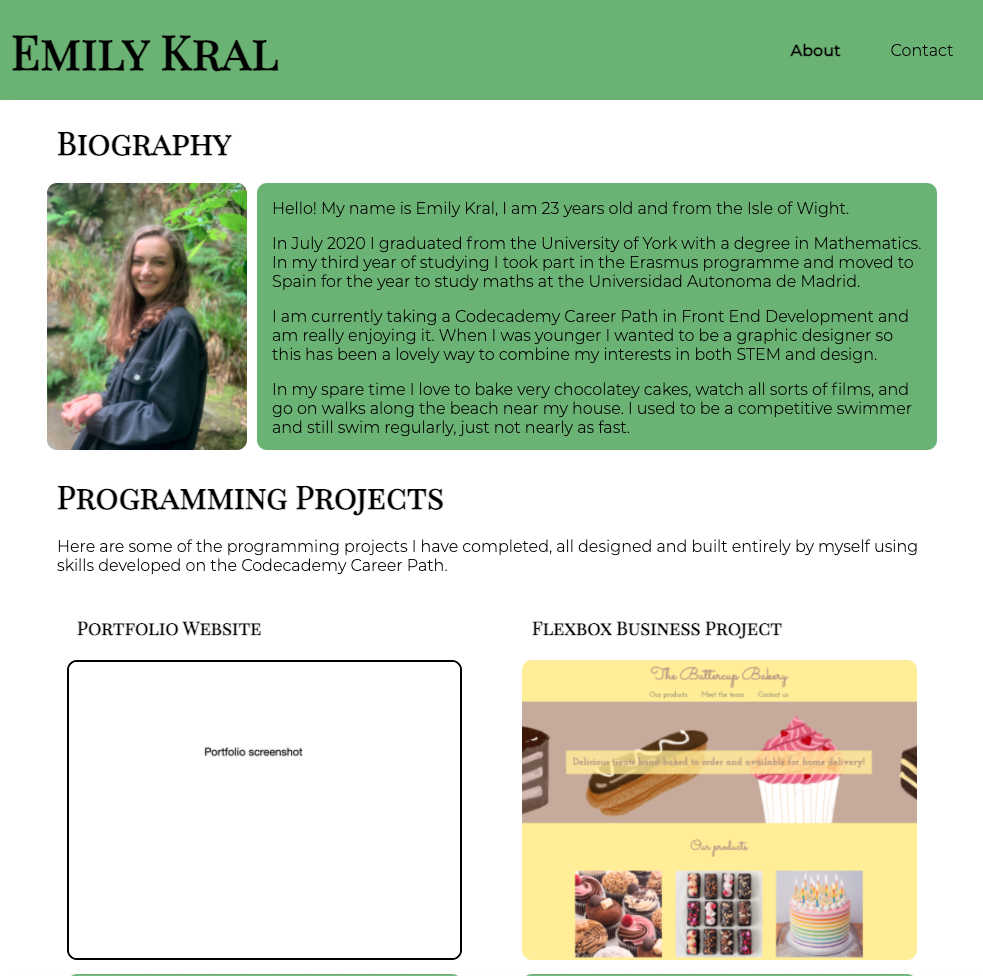 Emily Kral
About Contact
Biography
Hello! My name is Emily Kral, I am 23 years old and from the Isle of Wight.
In July 2020 I graduated from the University of York with a degree in Mathematics.
In my third year of studying I took part in the Erasmus programme and moved to
Spain for the year to study maths at the Universidad Autonoma de Madrid.
I am currently taking a Codecademy Career Path in Front End Development and
am really enjoying it. When I was younger I wanted to be a graphic designer so
this has been a lovely way to combine my interests in both STEM and design.
In my spare time I love to bake very chocolatey cakes, watch all sorts of films, and
go on walks along the beach near my house. I used to be a competitive swimmer
and still swim regularly, just not nearly as fast.
Programming Projects
Here are some of the programming projects I have completed, all designed and built entirely by myself using
skills developed on the Codecademy Career Path.
Portfolio Website
Portfolio screenshot
Flexbox Business Project
The Buttercup Bakery
Our products Meet the team Contact us
Delicious treats hand-baked to order and available for home delivery!
Our products